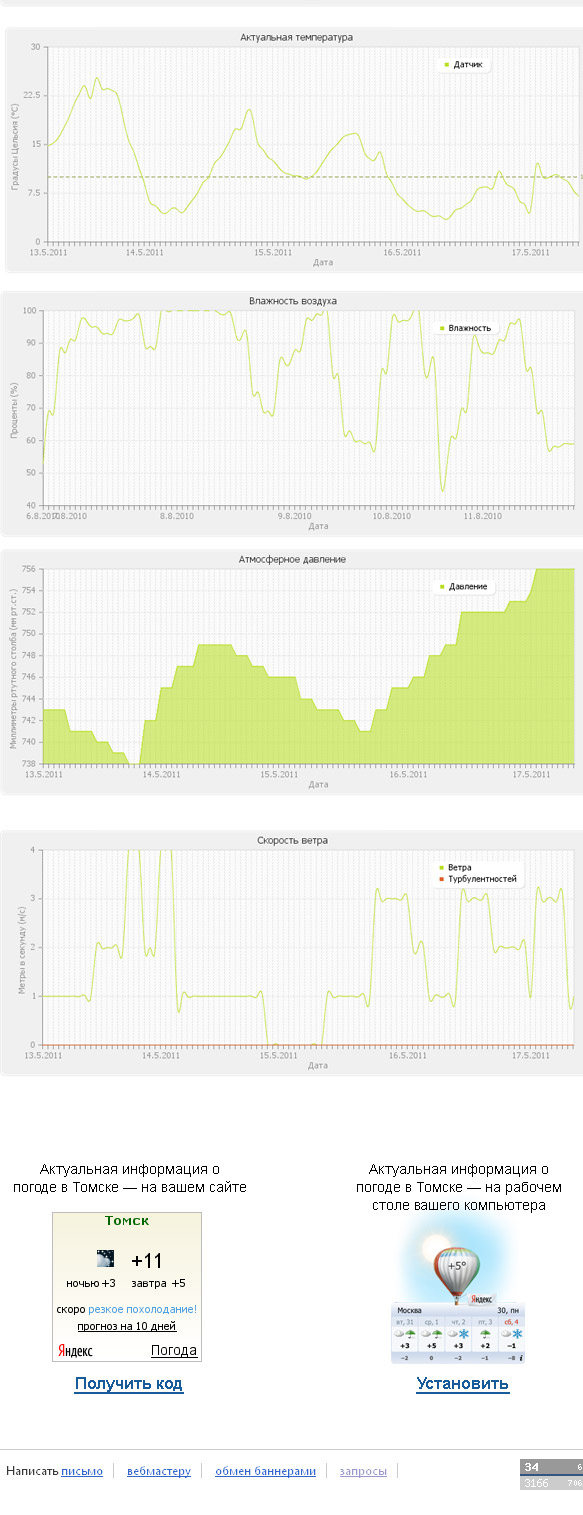 Актуальная температура
Датчик
Градусы Цельсия (°C)
30
22.5
15
7.5
0
13.5.2011 14.5.2011 15.5.2011 16.5.2011 17.5.2011
Дата
Влажность воздуха
Влажность
Проценты (%)
100
90
80
70
60
50
40
8.8.2010 9.8.2010 10.8.2010 11.8.2010
Дата
Атмосферное давление
Давление
Миллиметры ртутного столба (мм рт.ст.)
756
754
752
750
748
746
744
742
740
738
13.5.2011 14.5.2011 15.5.2011 16.5.2011 17.5.2011
Дата
Скорость ветра
Ветра
Турбулентностей
Метры в секунду (м/с)
4
3
2
1
0
13.5.2011 14.5.2011 15.5.2011 16.5.2011 17.5.2011
Дата
Актуальная информация о
погоде в Томске — на вашем сайте
Томск
+11
ночью +3 завтра +5
скоро резкое похолодание!
прогноз на 10 дней
Яндекс Погода
Получить код
Актуальная информация о
погоде в Томске — на рабочем
столе вашего компьютера
+5°
Яндекс
Москва 30, пн
вт, 31 ср, 1 чт, 2 пт, 3 сб, 4
+3 +5 +3 +2 −1
−2 0 −2 −1 −8
Установить
Написать письмо вебмастеру обмен баннерами запросы
34
3166